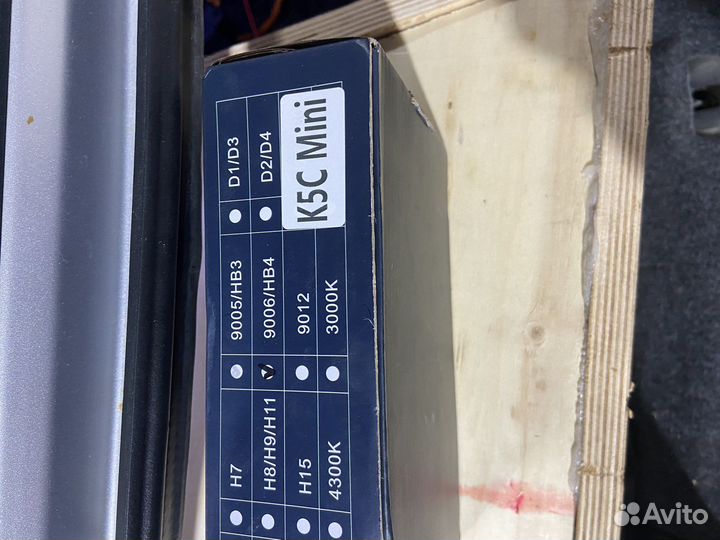 H7 9005/HB3 D1/D3
H8/H9/H11 9006/HB4 D2/D4
H15 9012
4300K 3000K
K5C Mini
Avito